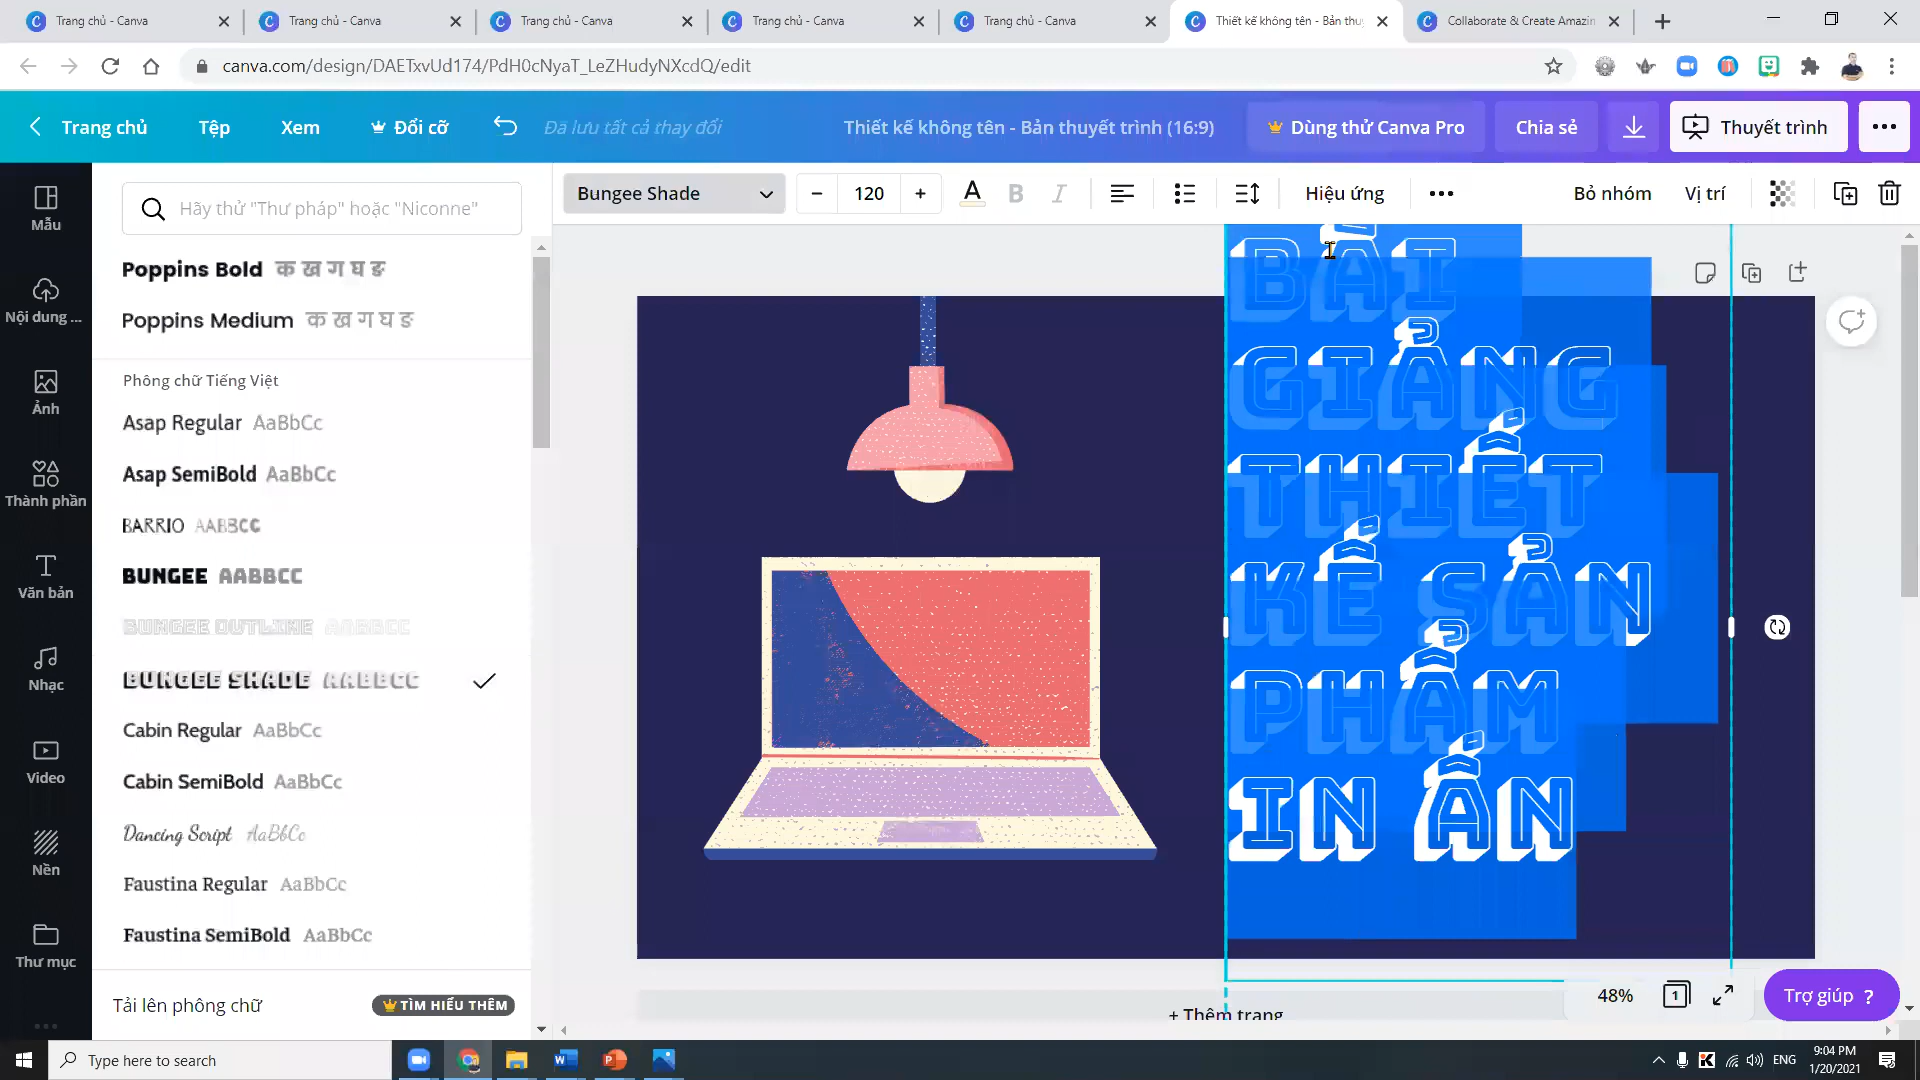 Trang chủ - Canva
Trang chủ - Canva
Trang chủ - Canva
Trang chủ - Canva
Trang chủ - Canva
Thiết kế không tên - Bản thu
Collaborate & Create Amazin
canva.com/design/DAETxvUd174/PdH0cNyaT_LeZHudyNXcdQ/edit
Trang chủ
Tệp
Xem
Đổi cỡ
Đã lưu tất cả thay đổi
Thiết kế không tên - Bản thuyết trình (16:9)
Dùng thử Canva Pro
Chia sẻ
Thuyết trình
Mẫu
Nội dung ...
Ảnh
Thành phần
Văn bản
Nhạc
Video
Nền
Thư mục
Hãy thử "Thư pháp" hoặc "Niconne"
Poppins Bold क ख ग घ ङ
Poppins Medium क ख ग घ ङ
Phông chữ Tiếng Việt
Asap Regular AaBbCc
Asap SemiBold AaBbCc
BARRIO AABBCC
BUNGEE AABBCC
BUNGEE OUTLINE AABBCC
BUNGEE SHADE AABBCC
Cabin Regular AaBbCc
Cabin SemiBold AaBbCc
Dancing Script AaBbCc
Faustina Regular AaBbCc
Faustina SemiBold AaBbCc
Tải lên phông chữ
TÌM HIỂU THÊM
Bungee Shade
120
A
B
I
Hiệu ứng
Bỏ nhóm
Vị trí
BÀI
GIẢNG
THIẾT
KẾ SẢN
PHẨM
IN ẤN
+ Thêm trang
48%
1
Trợ giúp ?
Type here to search
ENG
9:04 PM
1/20/2021